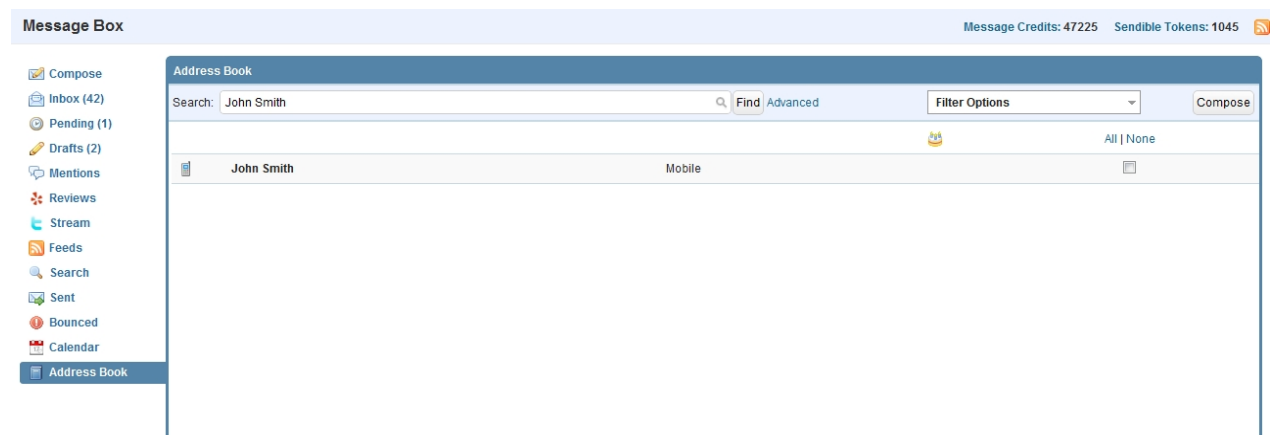 Message Box
Message Credits: 47225 Sendible Tokens: 1045
Compose
Inbox (42)
Pending (1)
Drafts (2)
Mentions
Reviews
Stream
Feeds
Search
Sent
Bounced
Calendar
Address Book
Address Book
Search: John Smith Find Advanced Filter Options Compose
All | None
John Smith Mobile